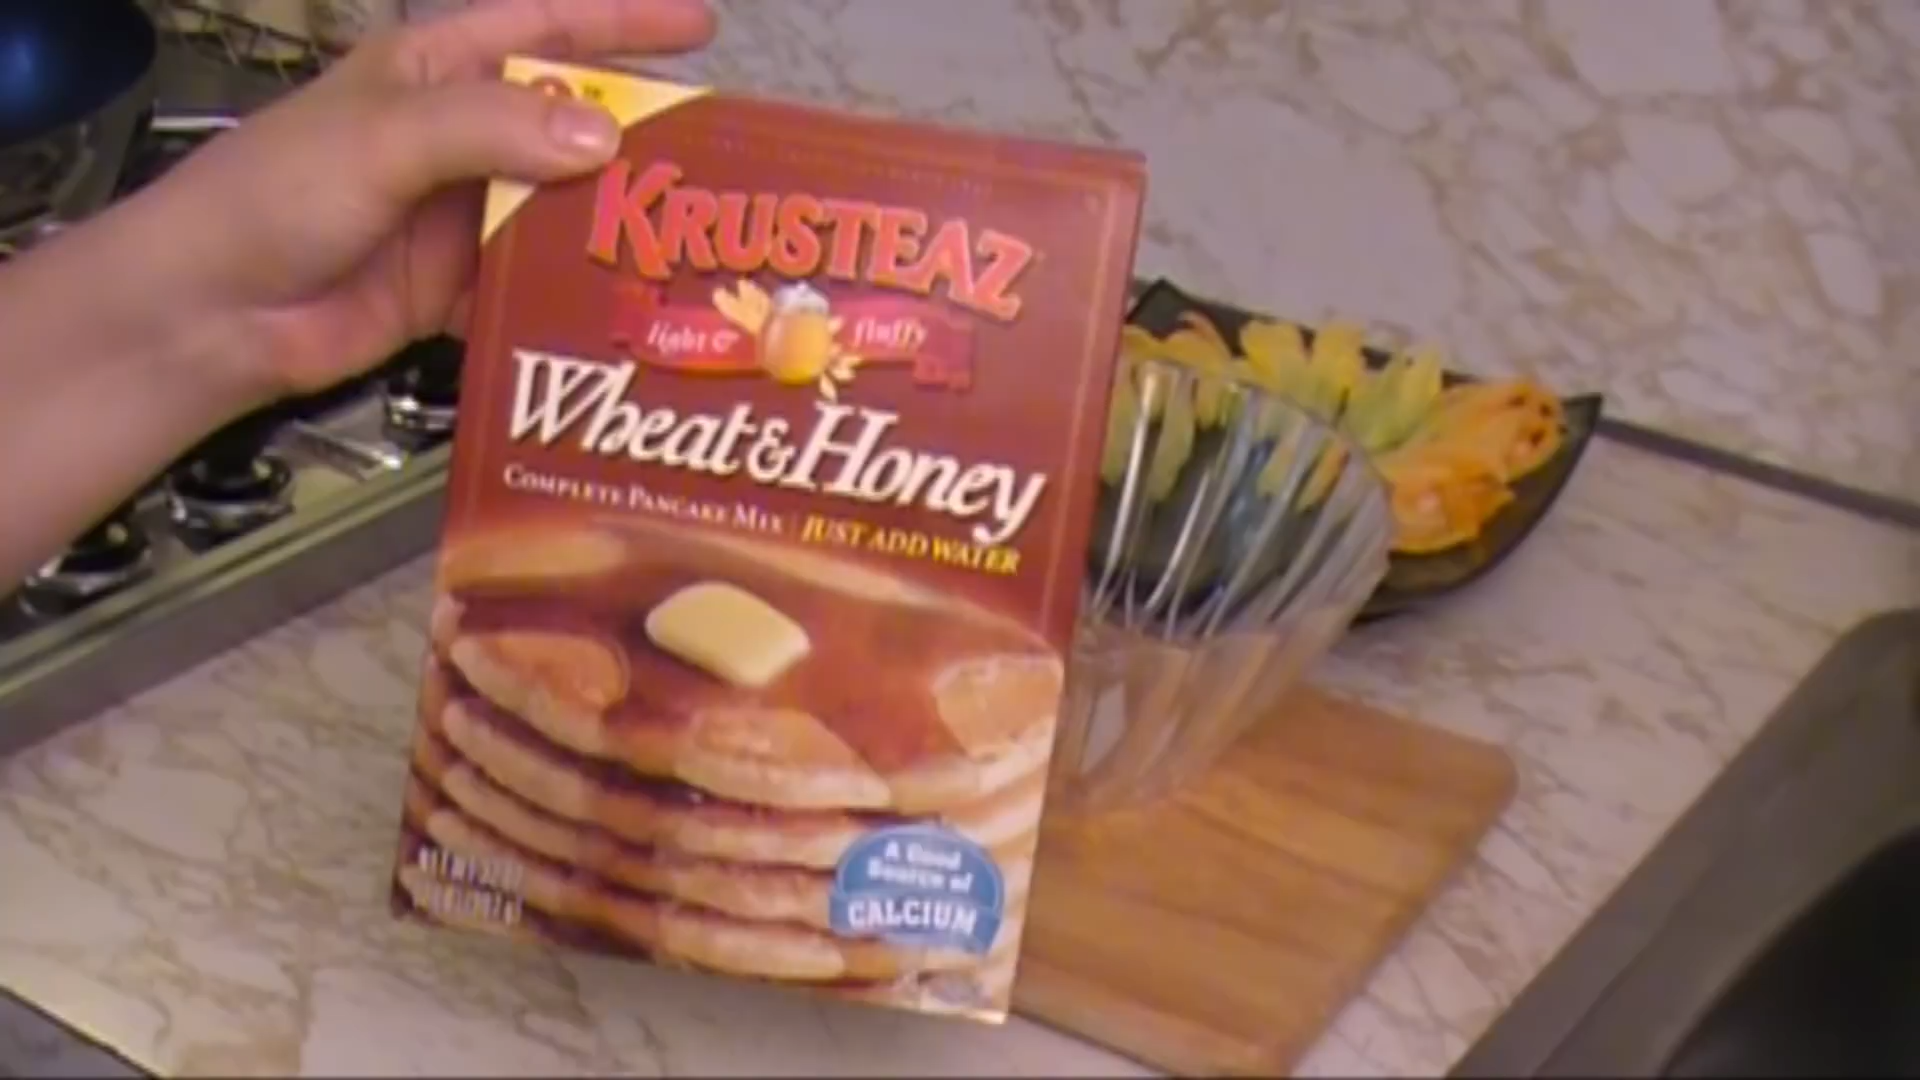 KRUSTEAZ
light & fluffy
Wheat & Honey
COMPLETE PANCAKE MIX | JUST ADD WATER
A Good
Source of
CALCIUM